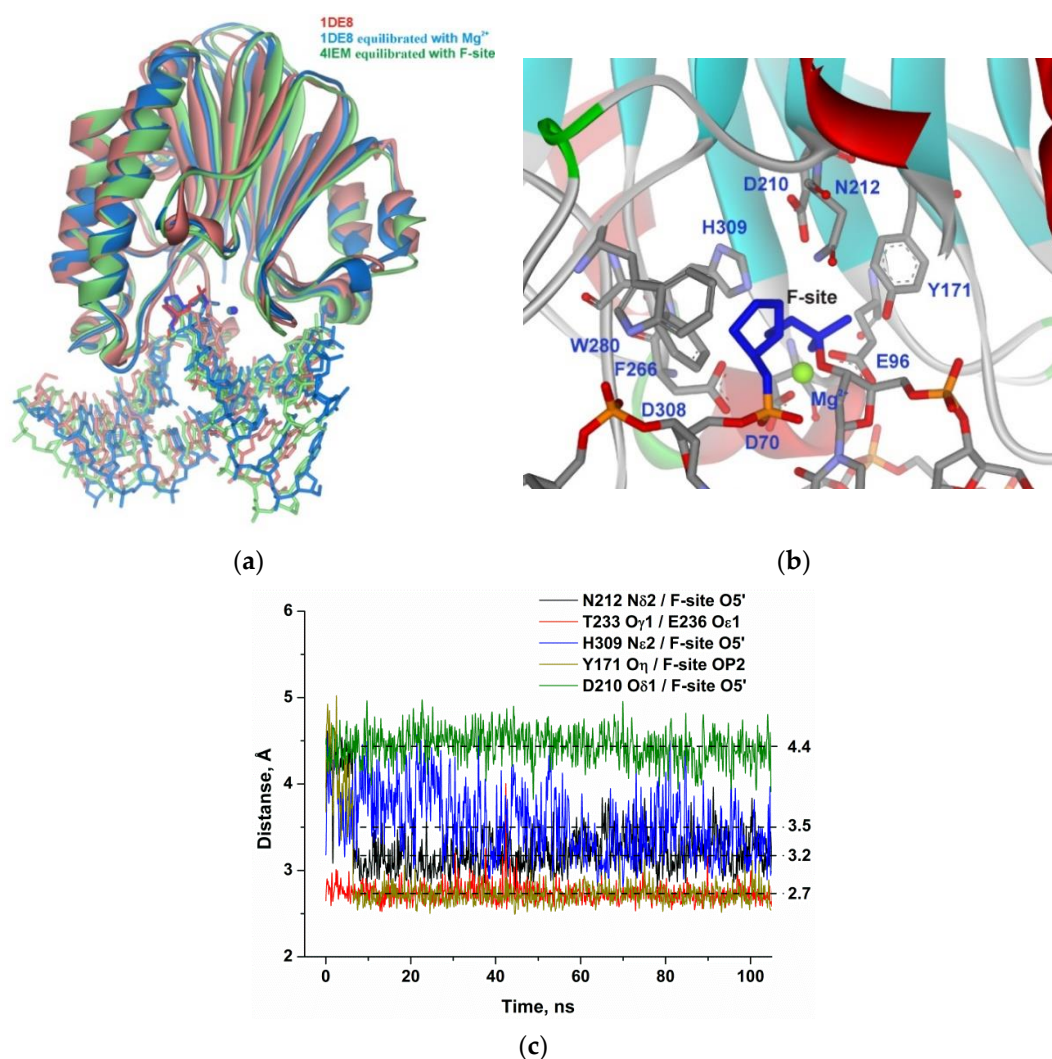 1DE8
1DE8 equilibrated with Mg²⁺
4IEM equilibrated with F-site
D210
N212
H309
F-site
Y171
W280
F266
E96
Mg²⁺
D308
D70
(a)
(b)
N212 Nδ2 / F-site O5'
T233 Oγ1 / E236 Oε1
H309 Nε2 / F-site O5'
Y171 Oη / F-site OP2
D210 Oδ1 / F-site O5'
6
5
4
3
2
Distanse, Å
4.4
3.5
3.2
2.7
0
20
40
60
80
100
Time, ns
(c)